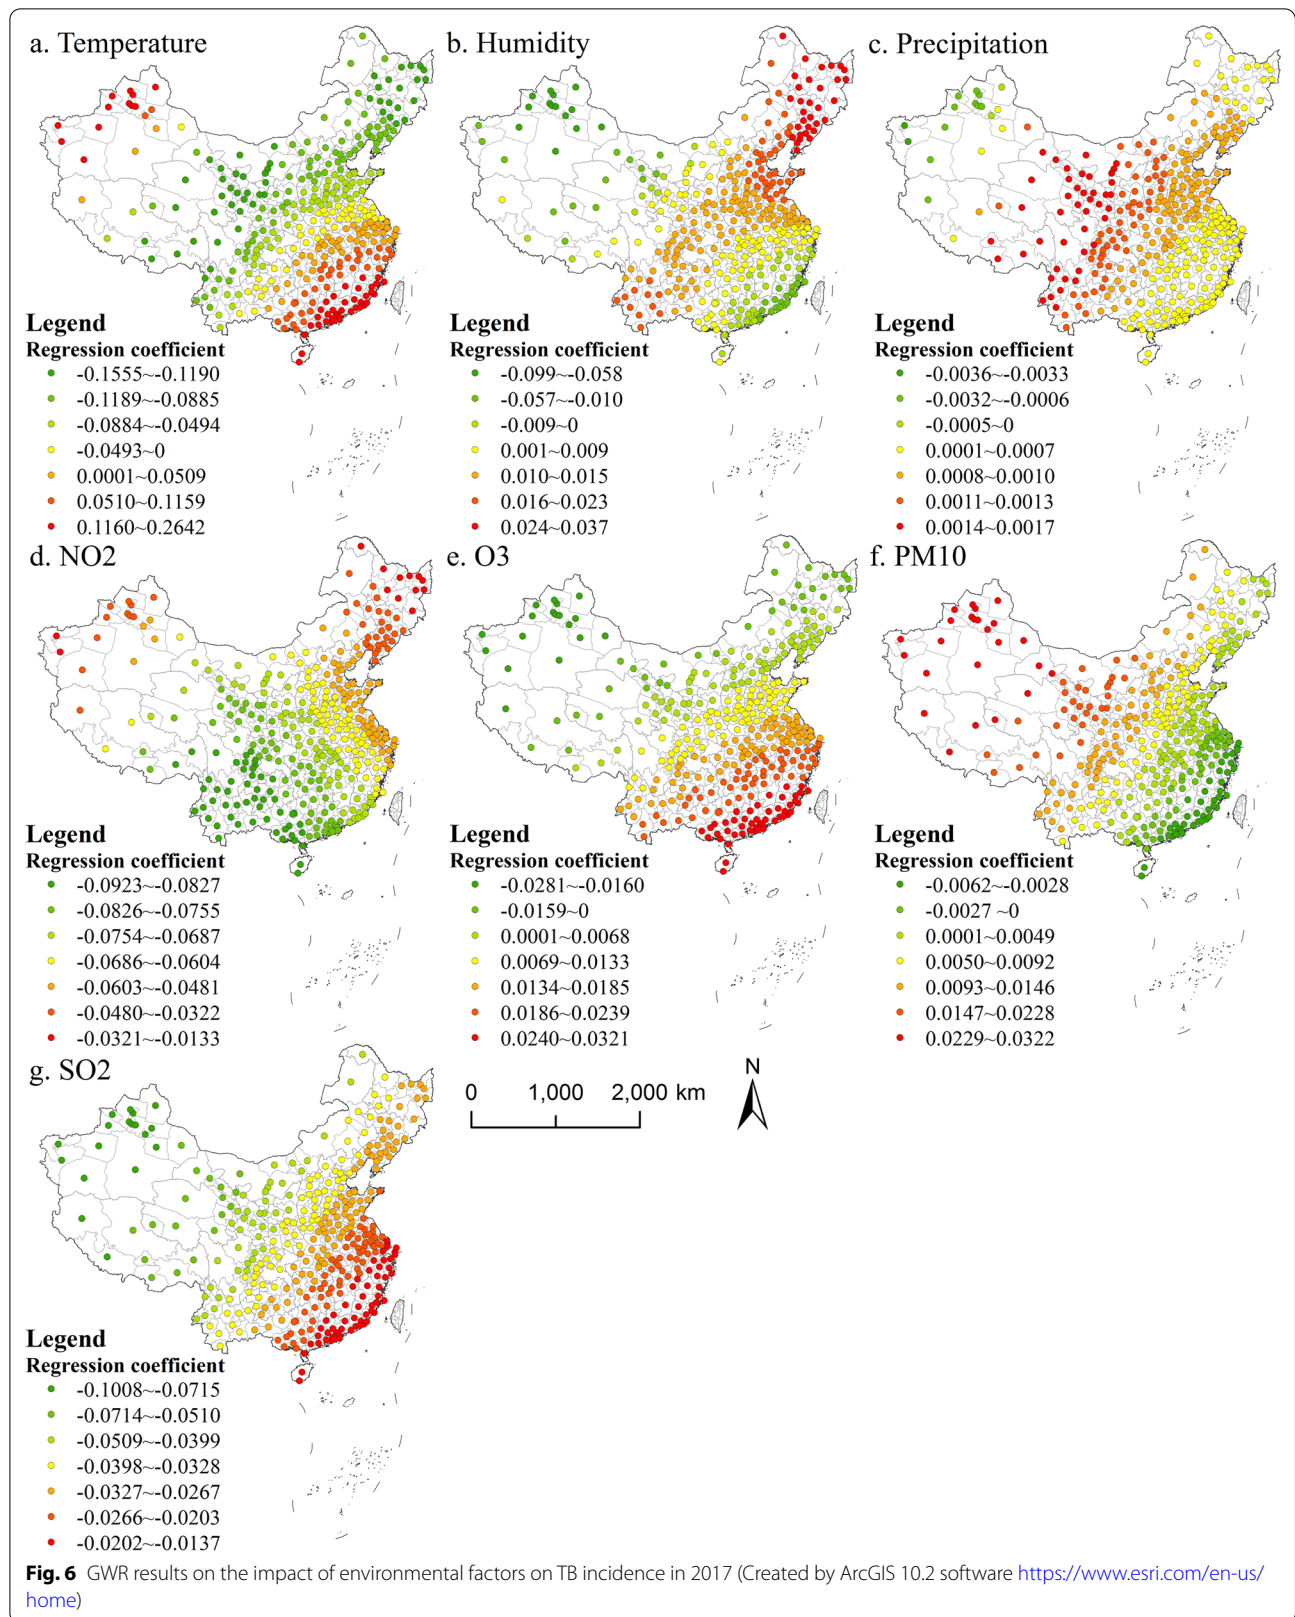 a. Temperature
Legend
Regression coefficient
-0.1555~-0.1190
-0.1189~-0.0885
-0.0884~-0.0494
-0.0493~0
0.0001~0.0509
0.0510~0.1159
0.1160~0.2642
b. Humidity
Legend
Regression coefficient
-0.099~-0.058
-0.057~-0.010
-0.009~0
0.001~0.009
0.010~0.015
0.016~0.023
0.024~0.037
c. Precipitation
Legend
Regression coefficient
-0.0036~-0.0033
-0.0032~-0.0006
-0.0005~0
0.0001~0.0007
0.0008~0.0010
0.0011~0.0013
0.0014~0.0017
d. NO2
Legend
Regression coefficient
-0.0923~-0.0827
-0.0826~-0.0755
-0.0754~-0.0687
-0.0686~-0.0604
-0.0603~-0.0481
-0.0480~-0.0322
-0.0321~-0.0133
e. O3
Legend
Regression coefficient
-0.0281~-0.0160
-0.0159~0
0.0001~0.0068
0.0069~0.0133
0.0134~0.0185
0.0186~0.0239
0.0240~0.0321
f. PM10
Legend
Regression coefficient
-0.0062~-0.0028
-0.0027 ~0
0.0001~0.0049
0.0050~0.0092
0.0093~0.0146
0.0147~0.0228
0.0229~0.0322
g. SO2
Legend
Regression coefficient
-0.1008~-0.0715
-0.0714~-0.0510
-0.0509~-0.0399
-0.0398~-0.0328
-0.0327~-0.0267
-0.0266~-0.0203
-0.0202~-0.0137
0 1,000 2,000 km
N
Fig. 6 GWR results on the impact of environmental factors on TB incidence in 2017 (Created by ArcGIS 10.2 software https://www.esri.com/en-us/
home)